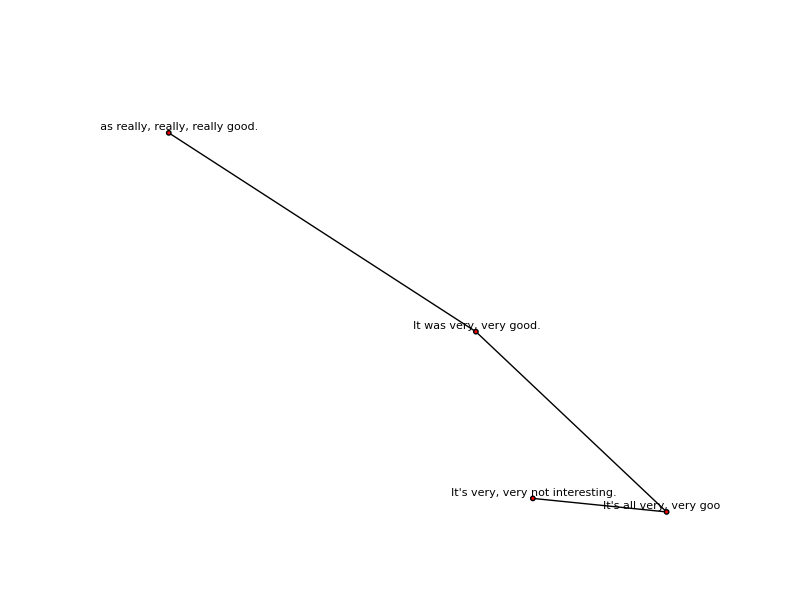 as really, really, really good.
It was very, very good.
It's very, very not interesting.
It's all very, very goo